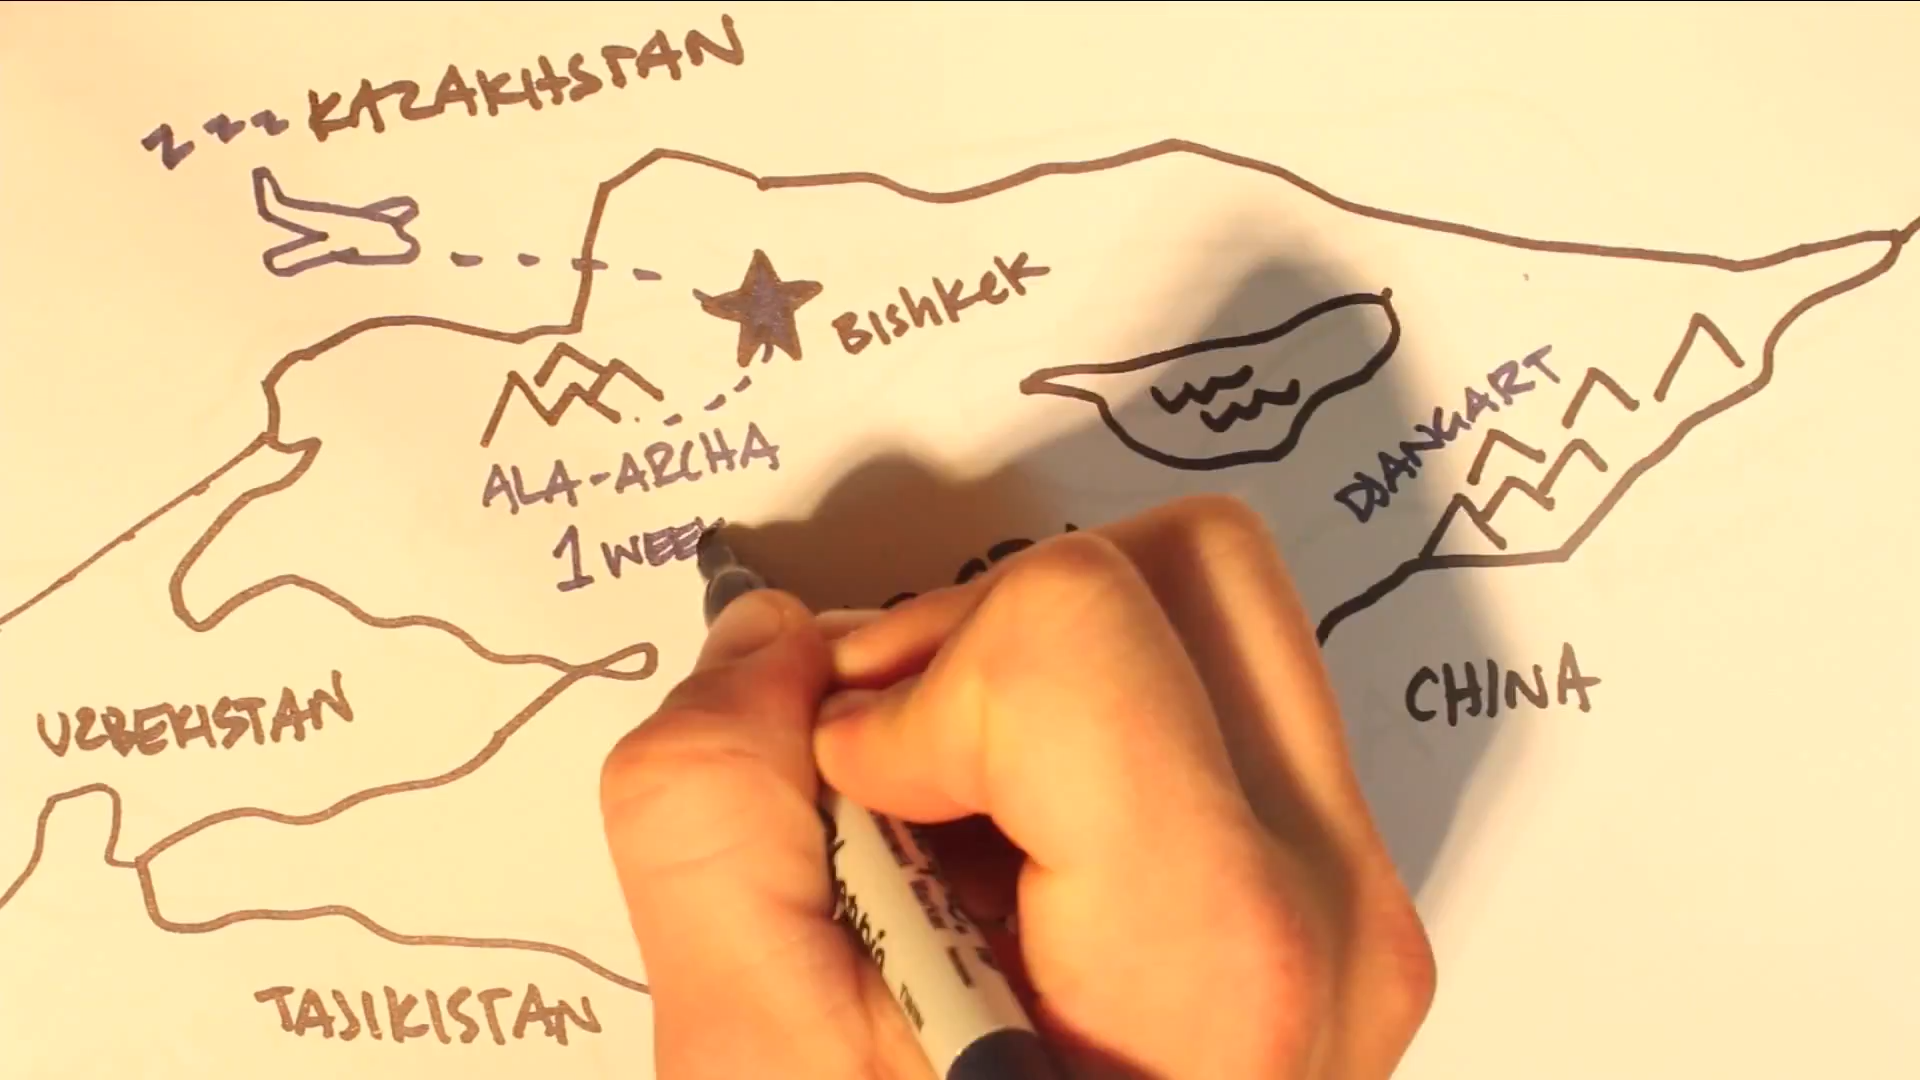 KAZAKHSTAN
BishKeK
DJANGART
ALA-ARCHA
1 WEEK
CHINA
UZBEKISTAN
TAJIKISTAN